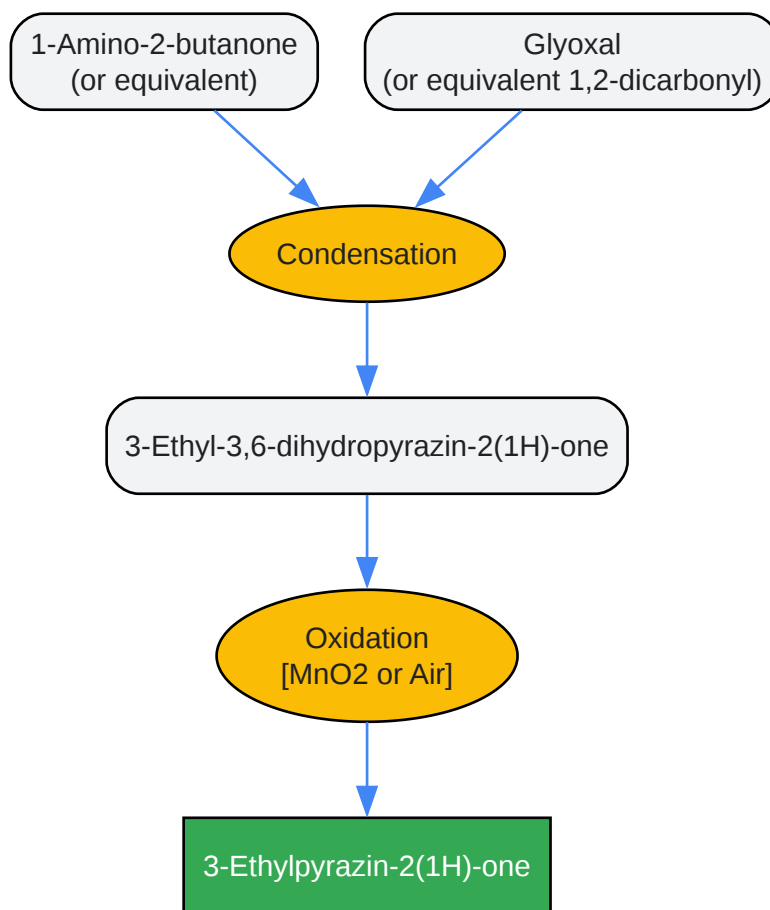 1-Amino-2-butanone
(or equivalent)
Glyoxal
(or equivalent 1,2-dicarbonyl)
Condensation
3-Ethyl-3,6-dihydropyrazin-2(1H)-one
Oxidation
[MnO2 or Air]
3-Ethylpyrazin-2(1H)-one